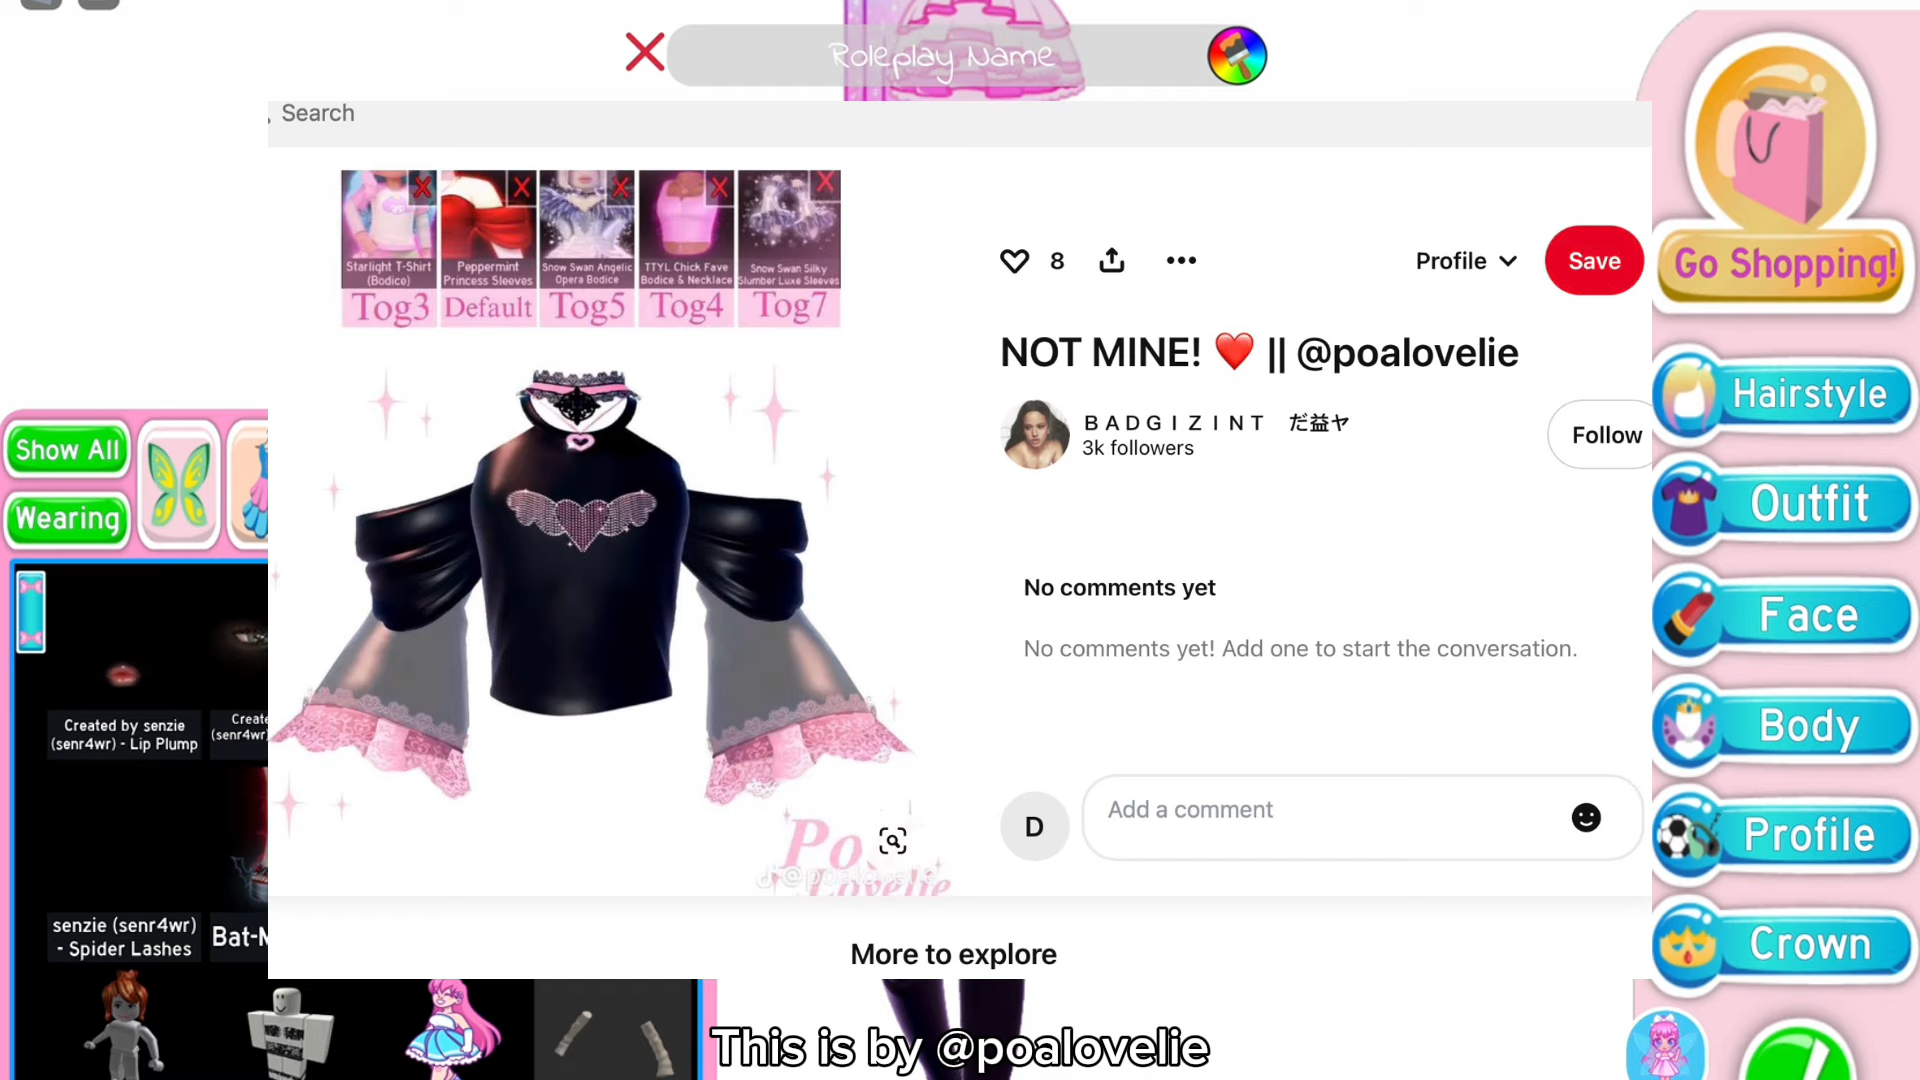 Roleplay Name
Search
Starlight T-Shirt
(Bodice)
Tog3
Peppermint
Princess Sleeves
Default
Snow Swan Angelic
Opera Bodice
Tog5
TTYL Chick Fave
Bodice & Necklace
Tog4
Snow Swan Silky
Slumber Luxe Sleeves
Tog7
8
Profile
Save
NOT MINE! ❤️ || @poalovelie
BADGIZINT だ益ヤ
3k followers
Follow
No comments yet
No comments yet! Add one to start the conversation.
D
Add a comment
@poalovelie
Lovelie
More to explore
Go Shopping!
Hairstyle
Outfit
Face
Body
Profile
Crown
Show All
Wearing
Created by senzie
(senr4wr) - Lip Plump
(senr4wr)
senzie (senr4wr)
- Spider Lashes
This is by @poalovelie